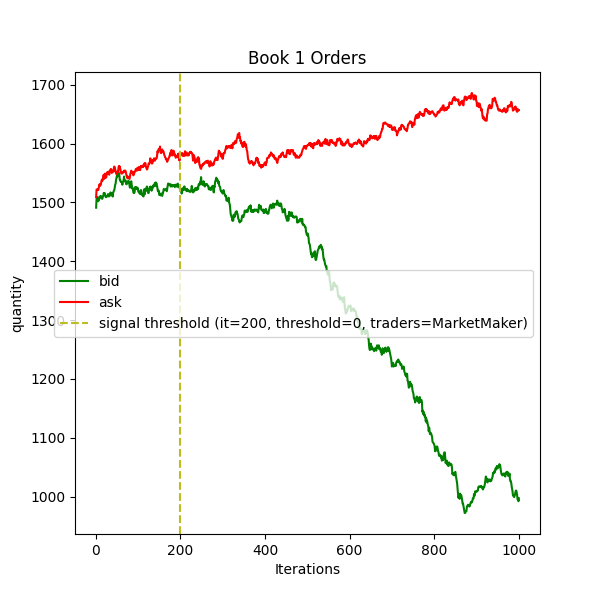 Book 1 Orders
1700
1600
1500
1400
1300
1200
1100
1000
quantity
bid
ask
signal threshold (it=200, threshold=0, traders=MarketMaker)
0
200
400
600
800
1000
Iterations